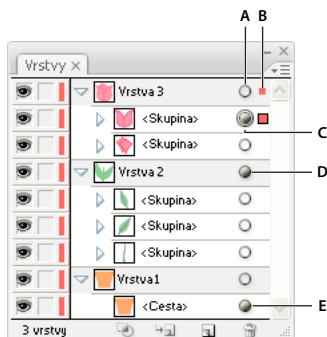 A B
Vrstvy ×
Vrstva 3
<Skupina>
C
<Skupina>
Vrstva 2
D
<Skupina>
<Skupina>
<Skupina>
Vrstva1
<Cesta>
E
3 vrstvy